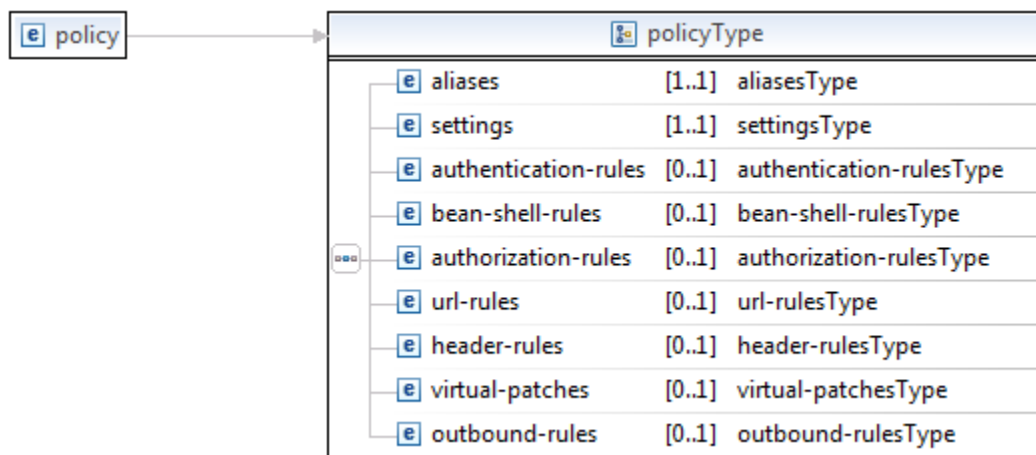 e policy
policyType
e aliases [1..1] aliasesType
e settings [1..1] settingsType
e authentication-rules [0..1] authentication-rulesType
e bean-shell-rules [0..1] bean-shell-rulesType
e authorization-rules [0..1] authorization-rulesType
e url-rules [0..1] url-rulesType
e header-rules [0..1] header-rulesType
e virtual-patches [0..1] virtual-patchesType
e outbound-rules [0..1] outbound-rulesType